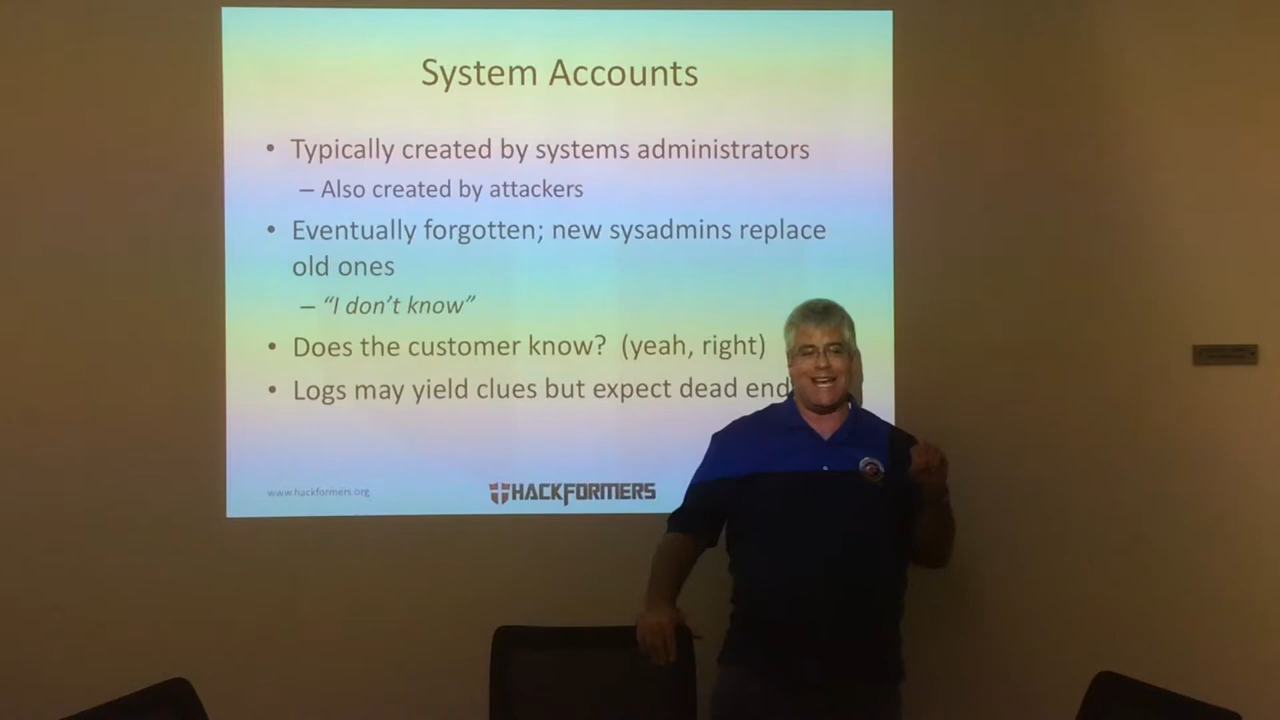 System Accounts
• Typically created by systems administrators
– Also created by attackers
• Eventually forgotten; new sysadmins replace
old ones
– “I don’t know”
• Does the customer know?  (yeah, right)
• Logs may yield clues but expect dead end
www.hackformers.org
HACKFORMERS